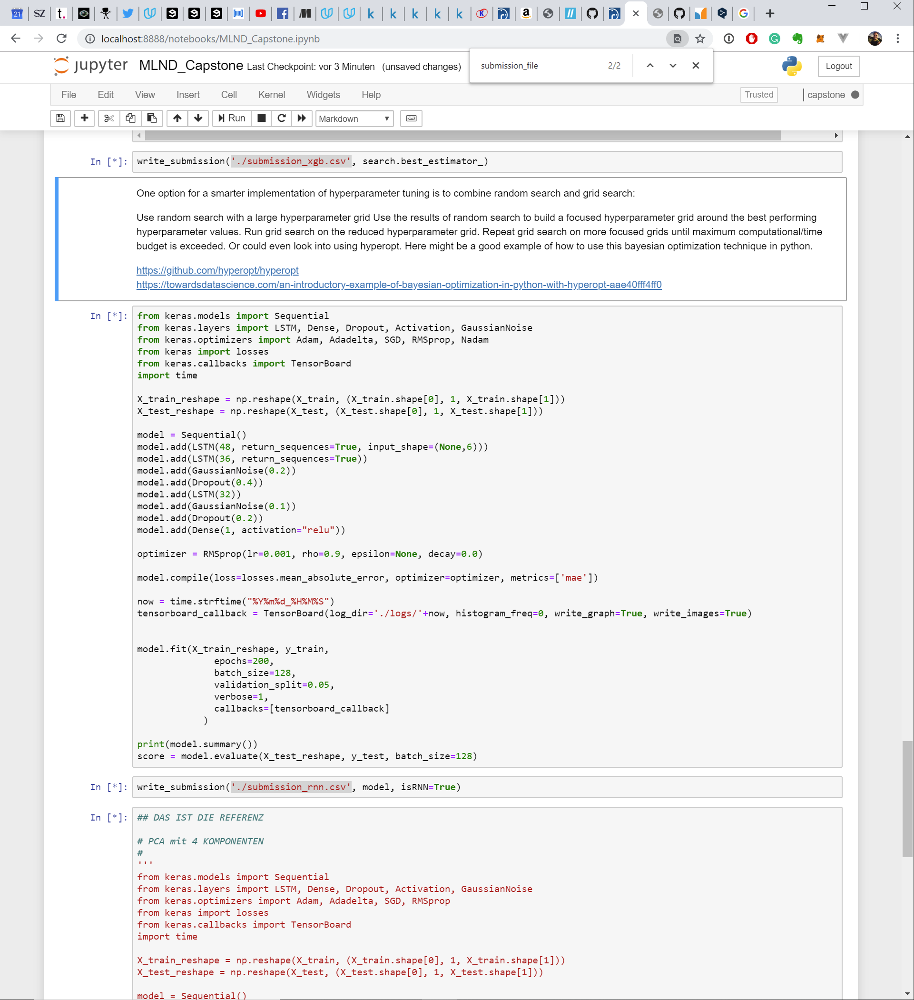 21 SZ t.
localhost:8888/notebooks/MLND_Capstone.ipynb
jupyter MLND_Capstone Last Checkpoint: vor 3 Minuten (unsaved changes)
submission_file 2/2
Logout
File Edit View Insert Cell Kernel Widgets Help
Trusted capstone
Run Markdown
In [*]: write_submission('./submission_xgb.csv', search.best_estimator_)
One option for a smarter implementation of hyperparameter tuning is to combine random search and grid search:
Use random search with a large hyperparameter grid Use the results of random search to build a focused hyperparameter grid around the best performing
hyperparameter values. Run grid search on the reduced hyperparameter grid. Repeat grid search on more focused grids until maximum computational/time
budget is exceeded. Or could even look into using hyperopt. Here might be a good example of how to use this bayesian optimization technique in python.
https://github.com/hyperopt/hyperopt
https://towardsdatascience.com/an-introductory-example-of-bayesian-optimization-in-python-with-hyperopt-aae40fff4ff0
In [*]: from keras.models import Sequential
from keras.layers import LSTM, Dense, Dropout, Activation, GaussianNoise
from keras.optimizers import Adam, Adadelta, SGD, RMSprop, Nadam
from keras import losses
from keras.callbacks import TensorBoard
import time
X_train_reshape = np.reshape(X_train, (X_train.shape[0], 1, X_train.shape[1]))
X_test_reshape = np.reshape(X_test, (X_test.shape[0], 1, X_test.shape[1]))
model = Sequential()
model.add(LSTM(48, return_sequences=True, input_shape=(None,6)))
model.add(LSTM(36, return_sequences=True))
model.add(GaussianNoise(0.2))
model.add(Dropout(0.4))
model.add(LSTM(32))
model.add(GaussianNoise(0.1))
model.add(Dropout(0.2))
model.add(Dense(1, activation="relu"))
optimizer = RMSprop(lr=0.001, rho=0.9, epsilon=None, decay=0.0)
model.compile(loss=losses.mean_absolute_error, optimizer=optimizer, metrics=['mae'])
now = time.strftime("%Y%m%d_%H%M%S")
tensorboard_callback = TensorBoard(log_dir='./logs/'+now, histogram_freq=0, write_graph=True, write_images=True)
model.fit(X_train_reshape, y_train,
epochs=200,
batch_size=128,
validation_split=0.05,
verbose=1,
callbacks=[tensorboard_callback]
)
print(model.summary())
score = model.evaluate(X_test_reshape, y_test, batch_size=128)
In [*]: write_submission('./submission_rnn.csv', model, isRNN=True)
In [*]: ## DAS IST DIE REFERENZ
# PCA mit 4 KOMPONENTEN
#
'''
from keras.models import Sequential
from keras.layers import LSTM, Dense, Dropout, Activation, GaussianNoise
from keras.optimizers import Adam, Adadelta, SGD, RMSprop
from keras import losses
from keras.callbacks import TensorBoard
import time
X_train_reshape = np.reshape(X_train, (X_train.shape[0], 1, X_train.shape[1]))
X_test_reshape = np.reshape(X_test, (X_test.shape[0], 1, X_test.shape[1]))
model = Sequential()